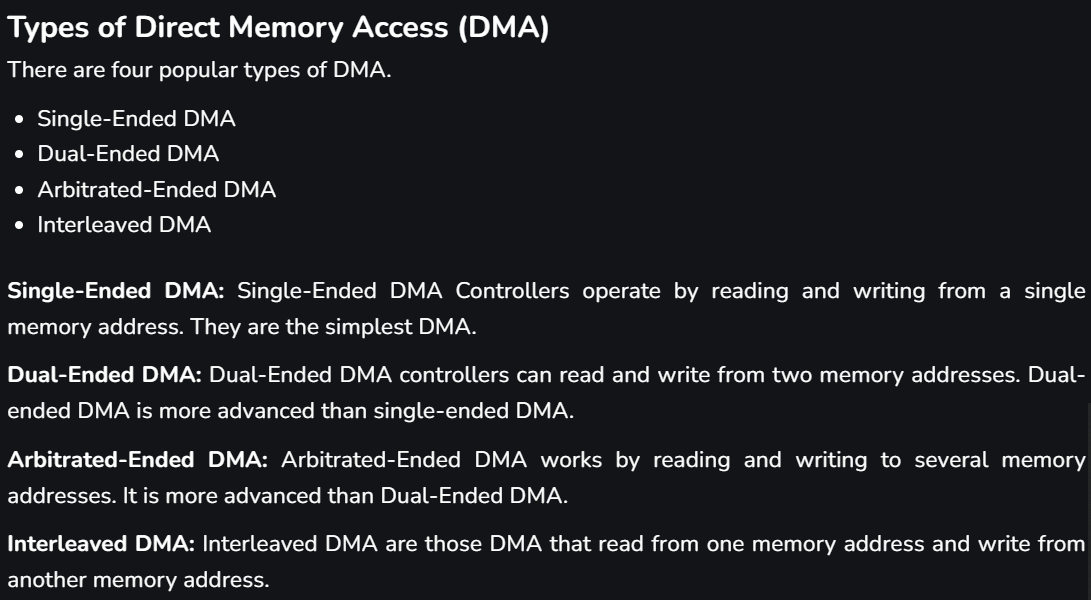 Types of Direct Memory Access (DMA)
There are four popular types of DMA.
• Single-Ended DMA
• Dual-Ended DMA
• Arbitrated-Ended DMA
• Interleaved DMA
Single-Ended DMA: Single-Ended DMA Controllers operate by reading and writing from a single
memory address. They are the simplest DMA.
Dual-Ended DMA: Dual-Ended DMA controllers can read and write from two memory addresses. Dual-
ended DMA is more advanced than single-ended DMA.
Arbitrated-Ended DMA: Arbitrated-Ended DMA works by reading and writing to several memory
addresses. It is more advanced than Dual-Ended DMA.
Interleaved DMA: Interleaved DMA are those DMA that read from one memory address and write from
another memory address.